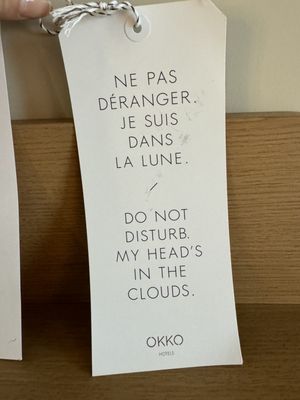 NE PAS
DÉRANGER.
JE SUIS
DANS
LA LUNE.
/
DO NOT
DISTURB.
MY HEAD'S
IN THE
CLOUDS.
OKKO
HOTELS